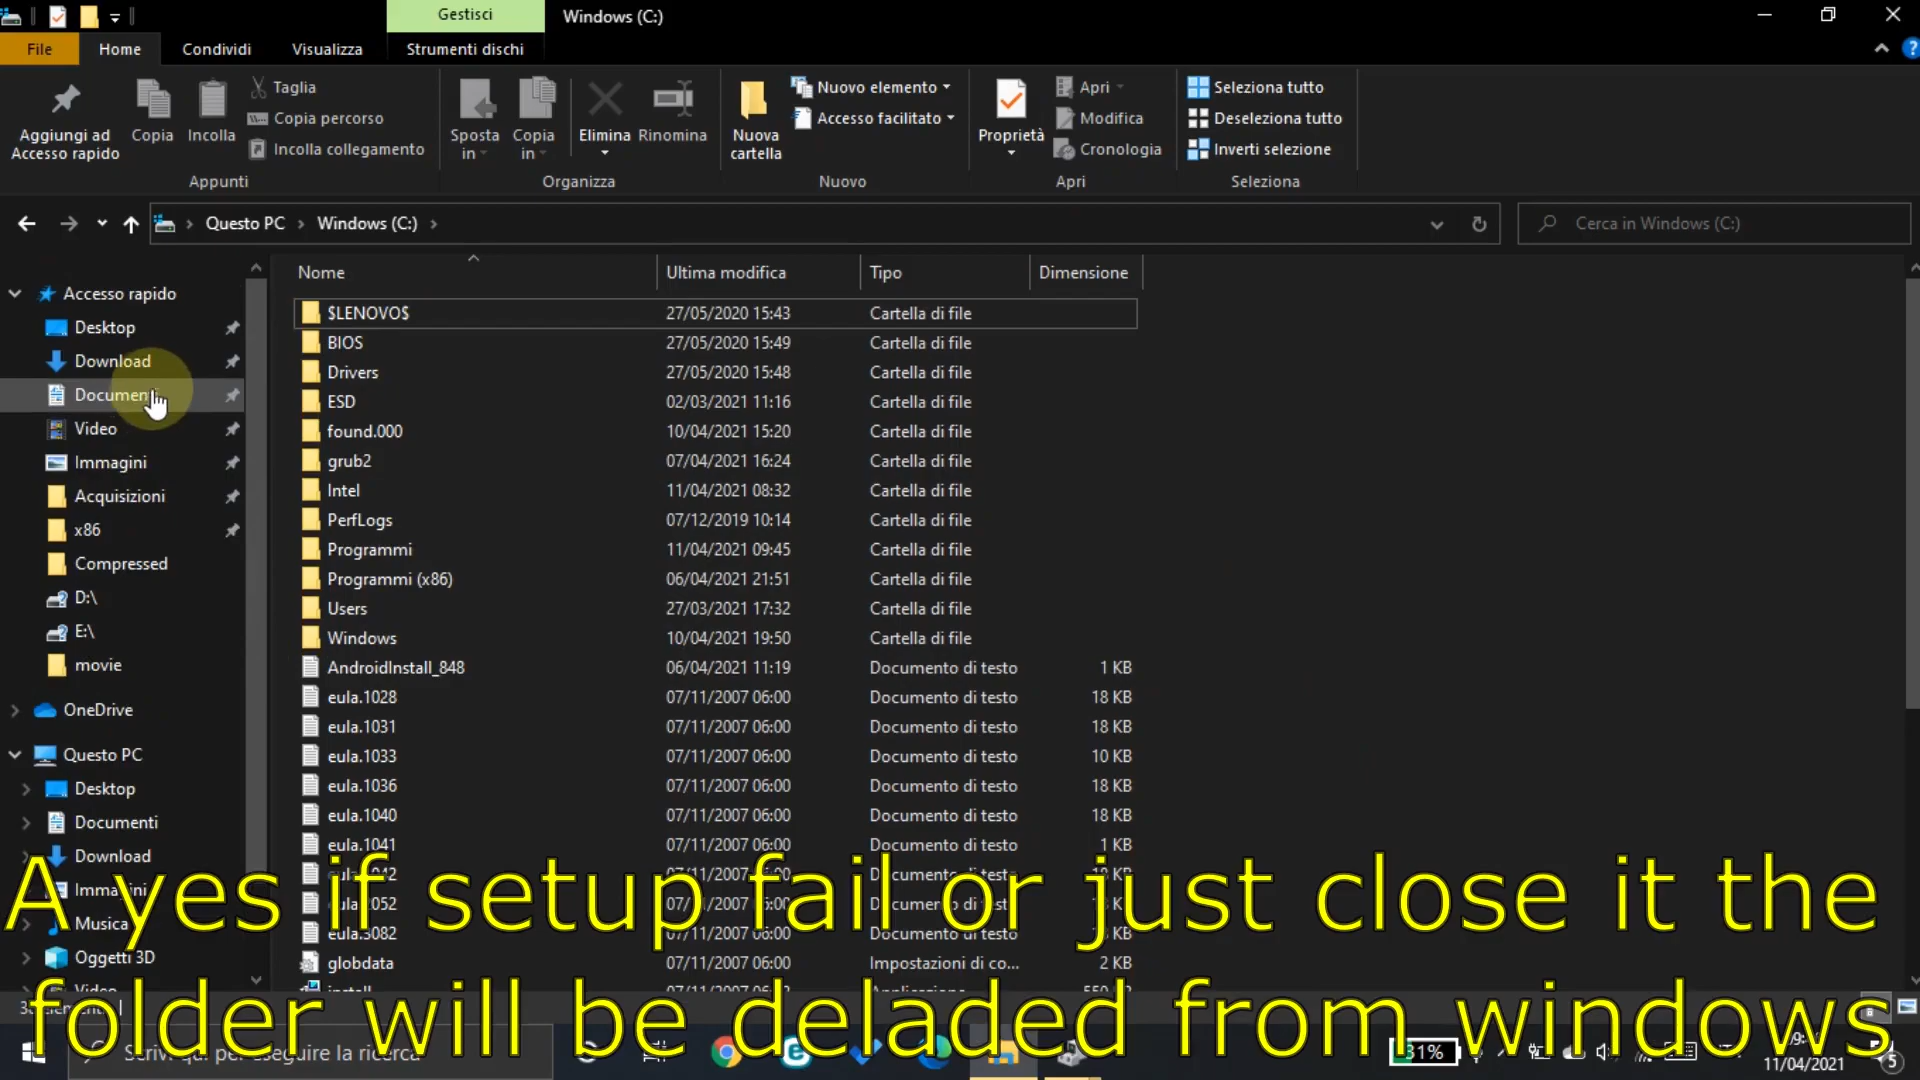 Gestisci
Windows (C:)
File
Home
Condividi
Visualizza
Strumenti dischi
Aggiungi ad
Accesso rapido
Copia
Incolla
Taglia
Copia percorso
Incolla collegamento
Appunti
Sposta
in
Copia
in
Elimina
Rinomina
Organizza
Nuova
cartella
Nuovo elemento
Accesso facilitato
Nuovo
Proprietà
Apri
Modifica
Cronologia
Apri
Seleziona tutto
Deseleziona tutto
Inverti selezione
Seleziona
Questo PC
Windows (C:)
Cerca in Windows (C:)
Accesso rapido
Desktop
Download
Video
Immagini
Acquisizioni
x86
Compressed
D:\
E:\
movie
OneDrive
Questo PC
Desktop
Documenti
Download
Musica
Oggetti 3D
Nome Ultima modifica Tipo Dimensione
$LENOVO$ 27/05/2020 15:43 Cartella di file
BIOS 27/05/2020 15:49 Cartella di file
Drivers 27/05/2020 15:48 Cartella di file
ESD 02/03/2021 11:16 Cartella di file
found.000 10/04/2021 15:20 Cartella di file
grub2 07/04/2021 16:24 Cartella di file
Intel 11/04/2021 08:32 Cartella di file
PerfLogs 07/12/2019 10:14 Cartella di file
Programmi 11/04/2021 09:45 Cartella di file
Programmi (x86) 06/04/2021 21:51 Cartella di file
Users 27/03/2021 17:32 Cartella di file
Windows 10/04/2021 19:50 Cartella di file
AndroidInstall_848 06/04/2021 11:19 Documento di testo 1 KB
eula.1028 07/11/2007 06:00 Documento di testo 18 KB
eula.1031 07/11/2007 06:00 Documento di testo 18 KB
eula.1033 07/11/2007 06:00 Documento di testo 10 KB
eula.1036 07/11/2007 06:00 Documento di testo 18 KB
eula.1040 07/11/2007 06:00 Documento di testo 18 KB
eula.1041 07/11/2007 06:00 Documento di testo 1 KB
eula.3082 07/11/2007 06:00 Documento di testo
globdata 07/11/2007 06:00 Impostazioni di co... 2 KB
A yes if setup fail or just close it the
folder will be deladed from windows
Scrivi qui per eseguire la ricerca
31%
11/04/2021
5